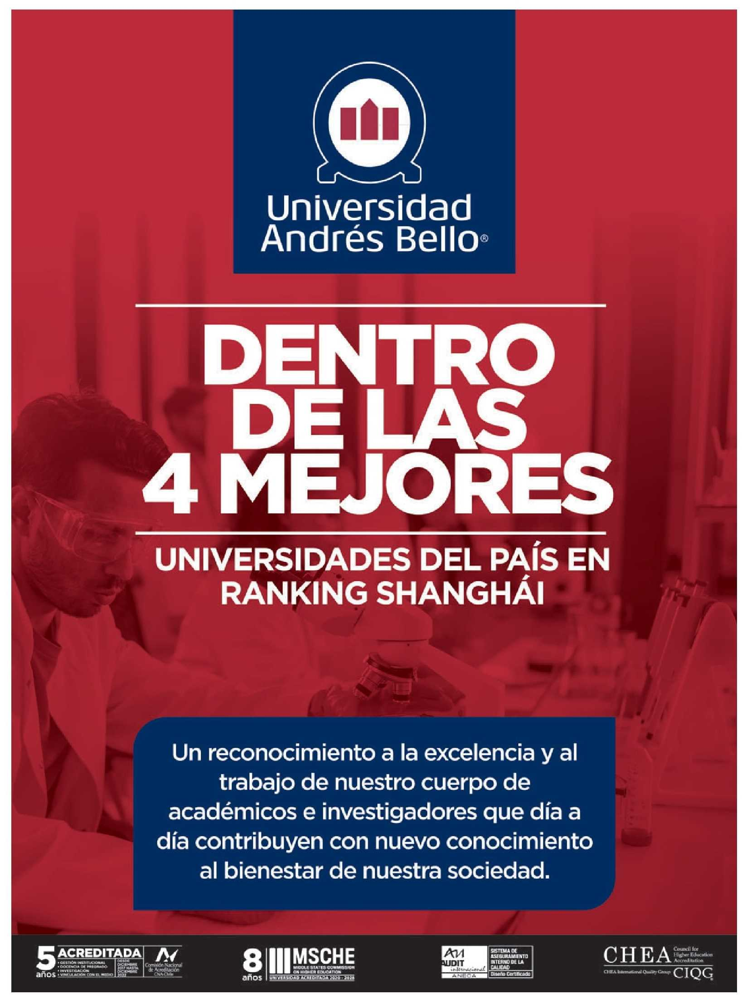 Universidad
Andrés Bello®
DENTRO
DE LAS
4 MEJORES
UNIVERSIDADES DEL PAÍS EN
RANKING SHANGHÁI
Un reconocimiento a la excelencia y al
trabajo de nuestro cuerpo de
académicos e investigadores que día a
día contribuyen con nuevo conocimiento
al bienestar de nuestra sociedad.
5 años
ACREDITADA
• GESTIÓN INSTITUCIONAL
• DOCENCIA DE PREGRADO
• INVESTIGACIÓN
• VINCULACIÓN CON EL MEDIO
DESDE
DICIEMBRE
2017 HASTA
DICIEMBRE
2022
Comisión Nacional
de Acreditación
CNA-Chile
8 años
MSCHE
MIDDLE STATES COMMISSION
ON HIGHER EDUCATION
UNIVERSIDAD ACREDITADA 2020 - 2028
AUDIT
internacional
ANECA
SISTEMA DE
ASEGURAMIENTO
INTERNO DE LA
CALIDAD
Diseño Certificado
CHEA
Council for
Higher Education
Accreditation
CHEA International Quality Group
CIQG